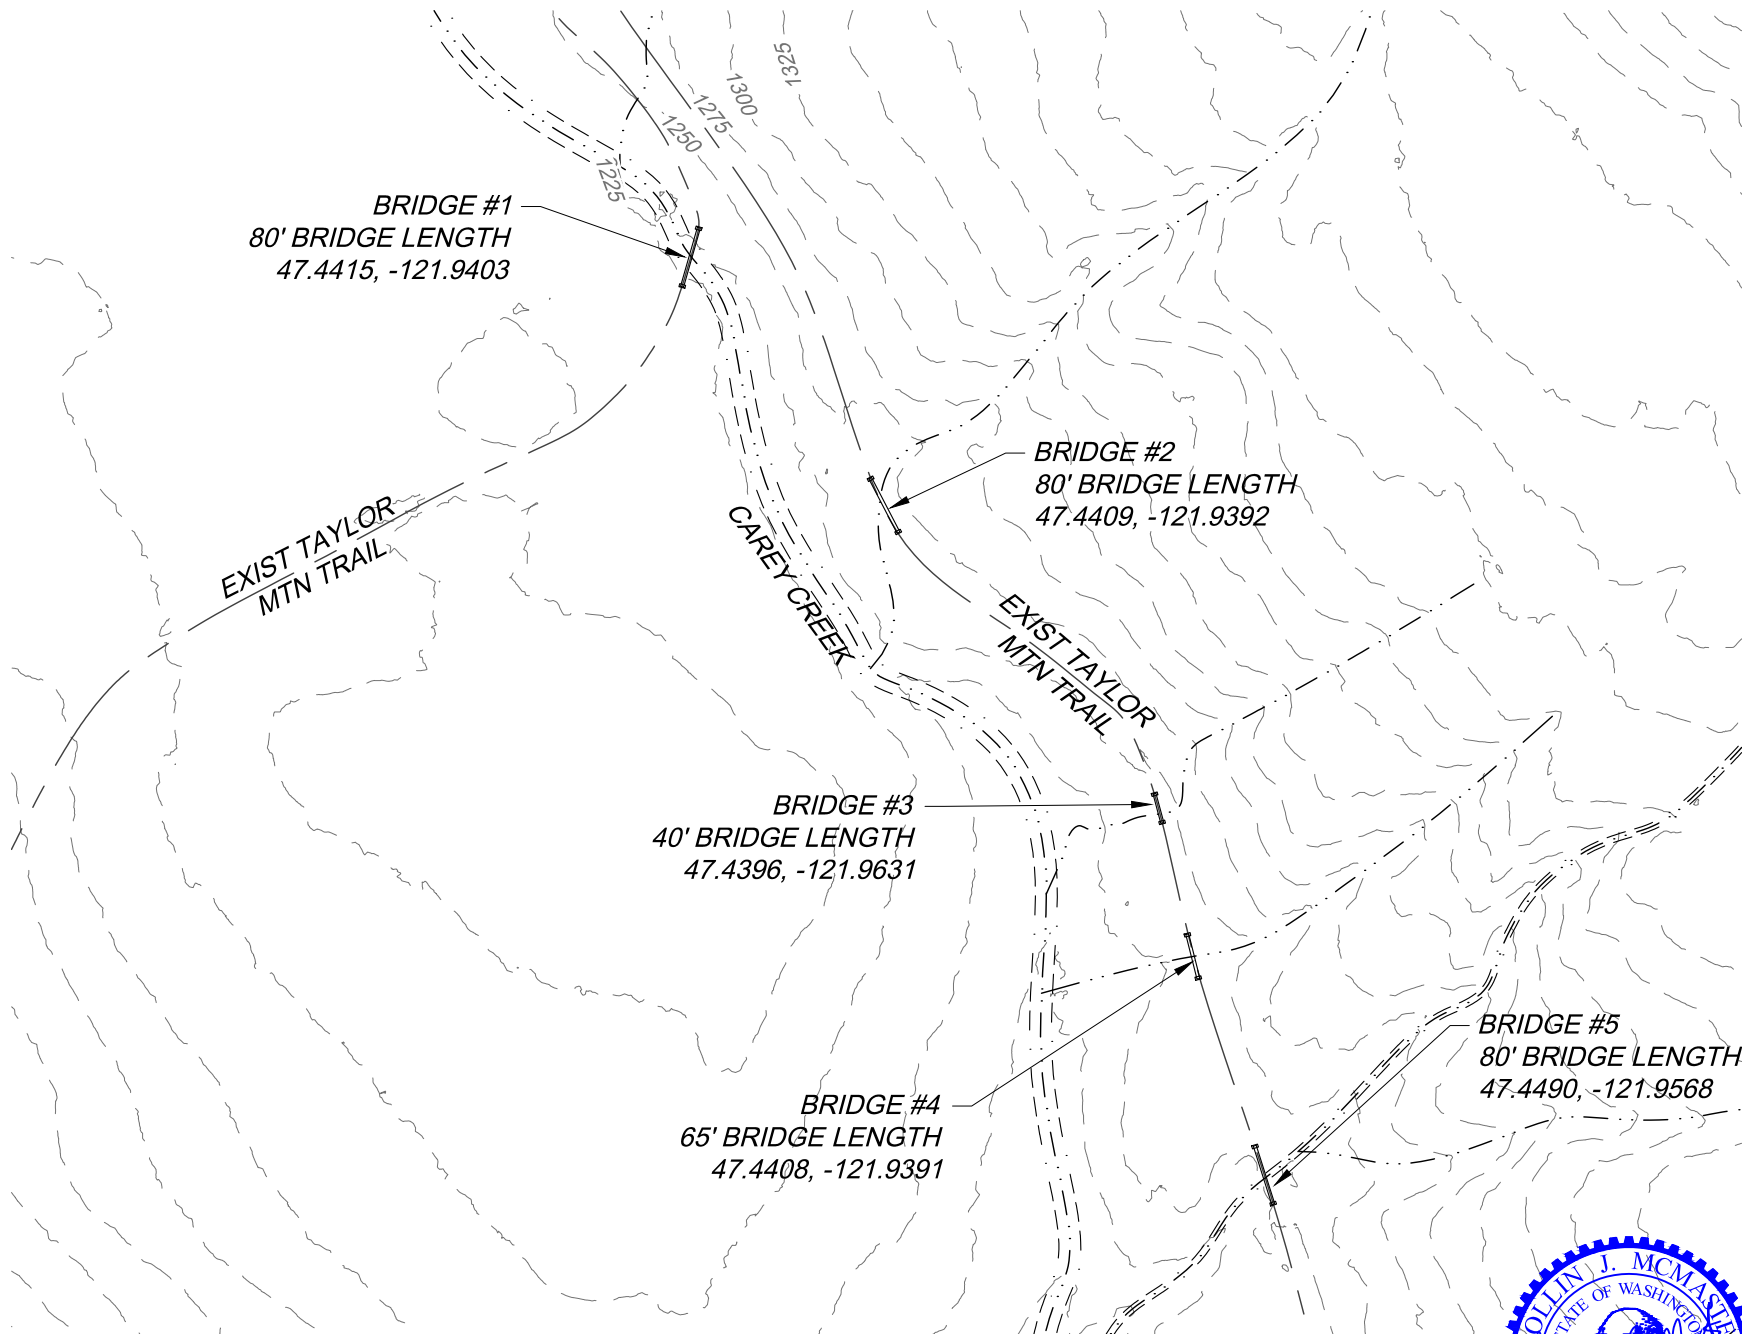 1325
1300
1275
1250
1225
BRIDGE #1
80' BRIDGE LENGTH
47.4415, -121.9403
BRIDGE #2
80' BRIDGE LENGTH
47.4409, -121.9392
EXIST TAYLOR
MTN TRAIL
CAREY CREEK
EXIST TAYLOR
MTN TRAIL
BRIDGE #3
40' BRIDGE LENGTH
47.4396, -121.9631
BRIDGE #5
80' BRIDGE LENGTH
47.4490, -121.9568
BRIDGE #4
65' BRIDGE LENGTH
47.4408, -121.9391
OLLIN J. MCMASTE
TATE OF WASHINGTO